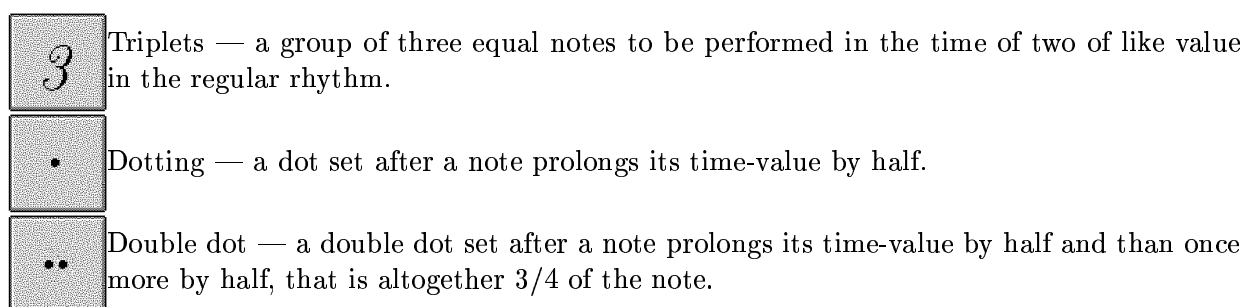 3
Triplets — a group of three equal notes to be performed in the time of two of like value
in the regular rhythm.
Dotting — a dot set after a note prolongs its time-value by half.
Double dot — a double dot set after a note prolongs its time-value by half and than once
more by half, that is altogether 3/4 of the note.